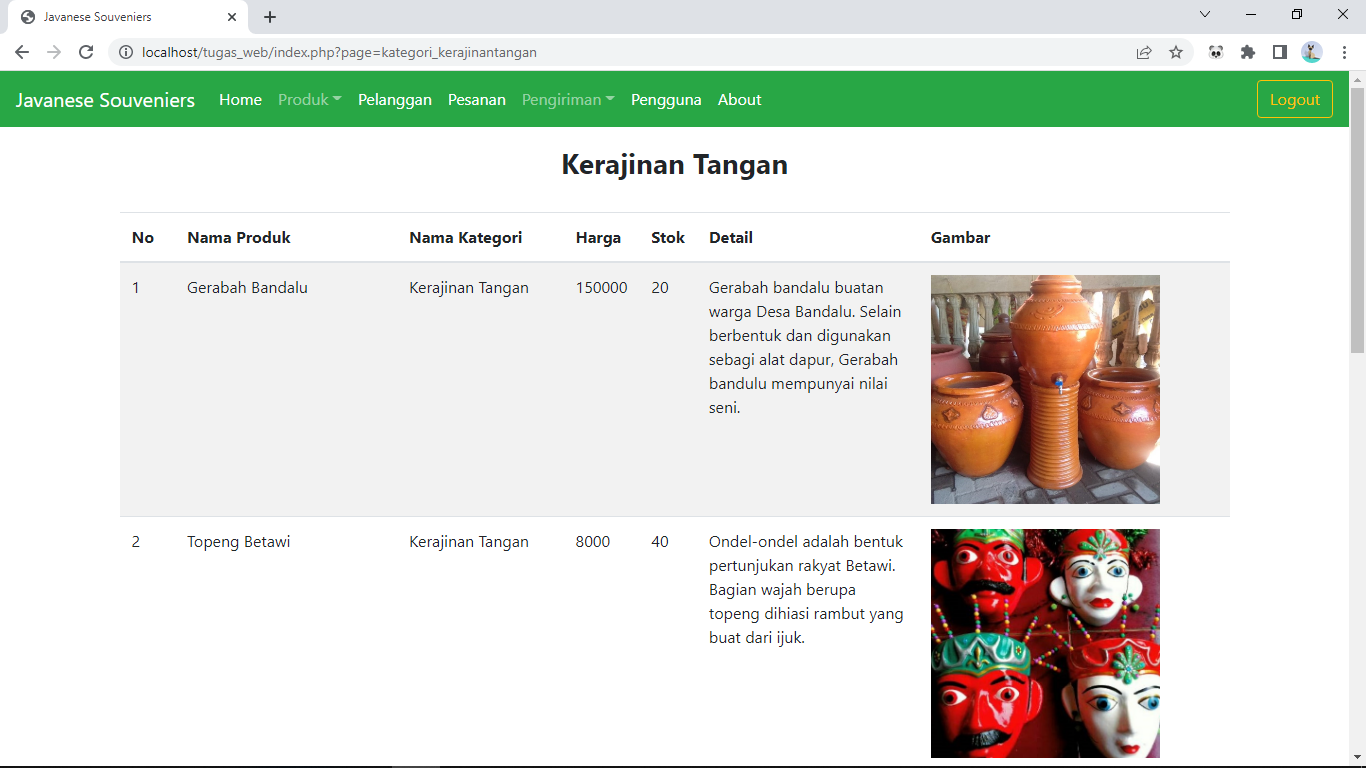 Javanese Souveniers
localhost/tugas_web/index.php?page=kategori_kerajinantangan
Javanese Souveniers Home Produk Pelanggan Pesanan Pengiriman Pengguna About Logout
Kerajinan Tangan
No Nama Produk Nama Kategori Harga Stok Detail Gambar
1 Gerabah Bandalu Kerajinan Tangan 150000 20 Gerabah bandalu buatan
warga Desa Bandalu. Selain
berbentuk dan digunakan
sebagi alat dapur, Gerabah
bandulu mempunyai nilai
seni.
2 Topeng Betawi Kerajinan Tangan 8000 40 Ondel-ondel adalah bentuk
pertunjukan rakyat Betawi.
Bagian wajah berupa
topeng dihiasi rambut yang
buat dari ijuk.